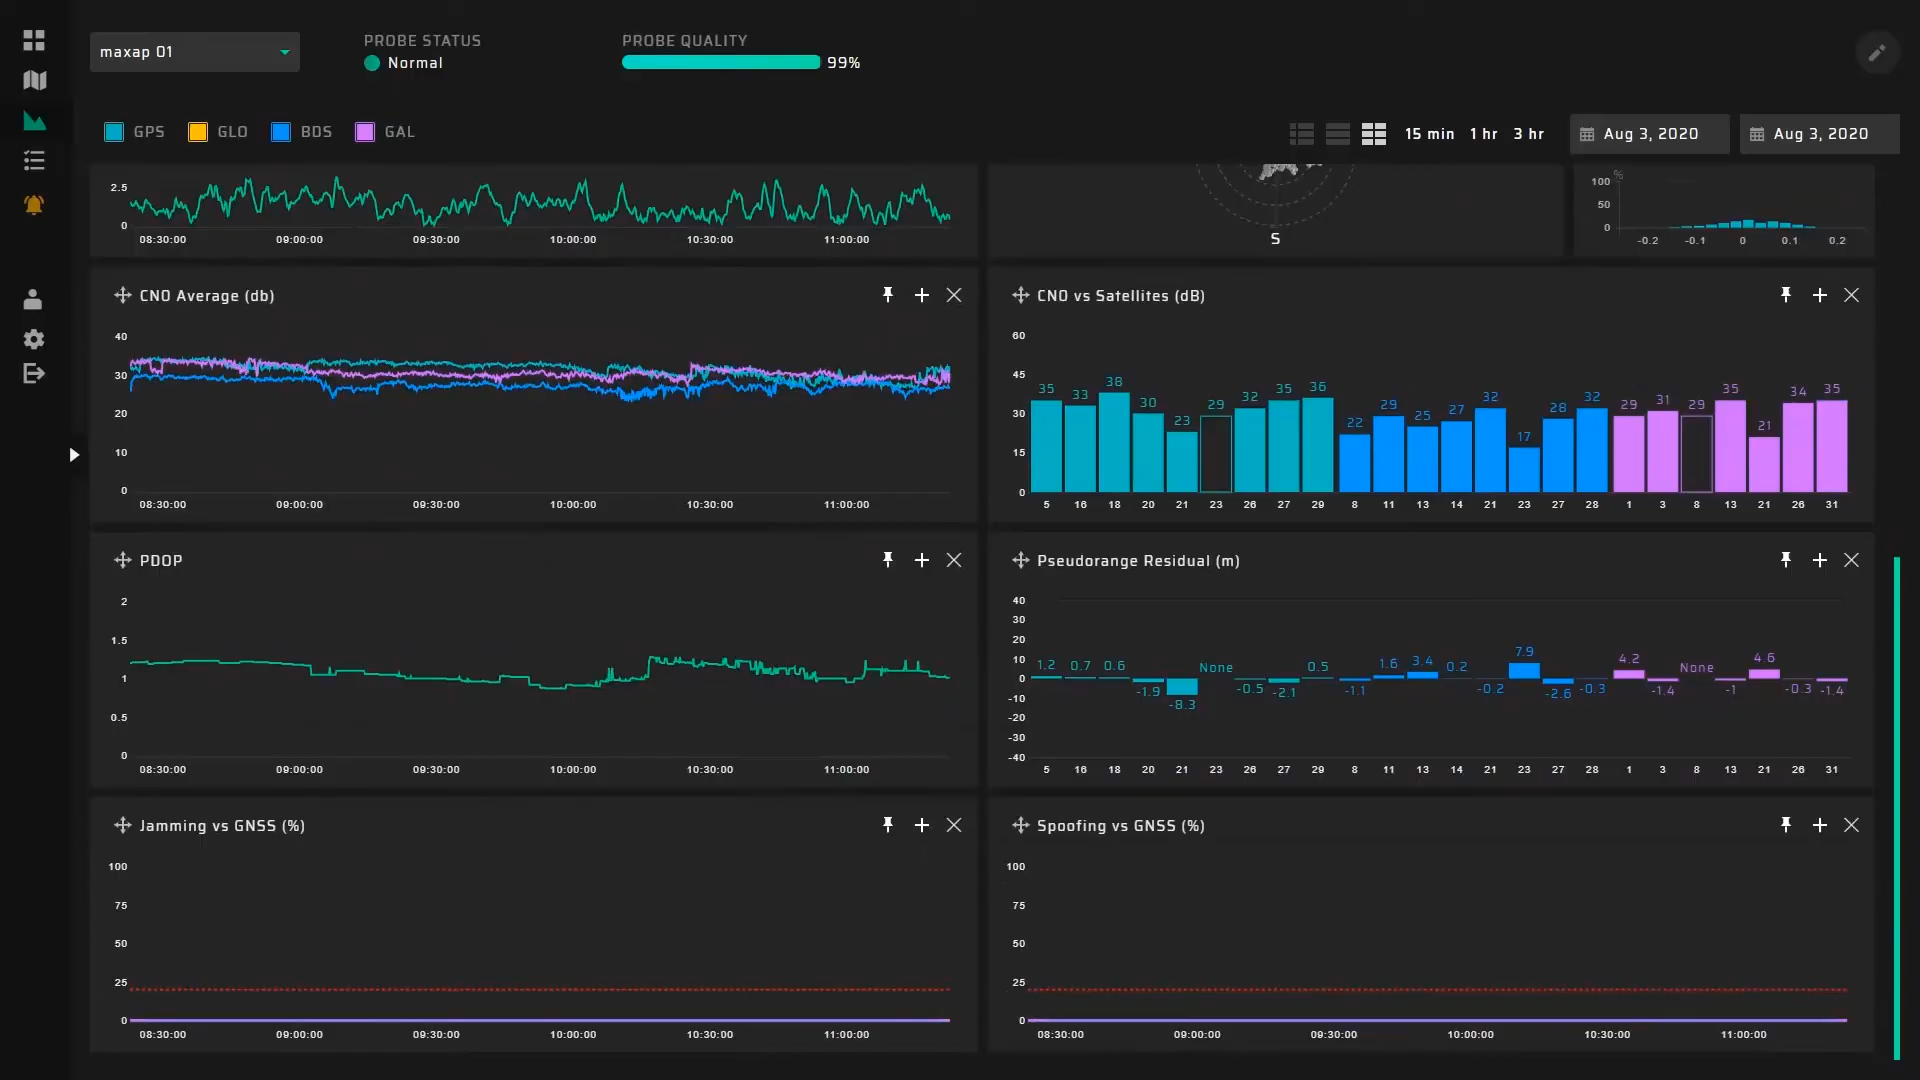 maxap 01
PROBE STATUS
Normal
PROBE QUALITY
99%
GPS GLO BDS GAL
15 min 1 hr 3 hr
Aug 3, 2020
Aug 3, 2020
2.5
0
08:30:00 09:00:00 09:30:00 10:00:00 10:30:00 11:00:00
S
%
100
50
0
-0.2 -0.1 0 0.1 0.2
CNO Average (db)
40
30
20
10
0
08:30:00 09:00:00 09:30:00 10:00:00 10:30:00 11:00:00
CNO vs Satellites (dB)
60
45
30
15
0
35 33 38 30 23 29 32 35 36 22 29 25 27 32 17 28 32 29 31 29 35 21 34 35
5 16 18 20 21 23 26 27 29 8 11 13 14 21 23 27 28 1 3 8 13 21 26 31
PDOP
2
1.5
1
0.5
0
08:30:00 09:00:00 09:30:00 10:00:00 10:30:00 11:00:00
Pseudorange Residual (m)
40
30
20
10
0
-10
-20
-30
-40
1.2 0.7 0.6 -1.9 -8.3 None -0.5 -2.1 0.5 -1.1 1.6 3.4 0.2 -0.2 7.9 -2.6 -0.3 4.2 -1.4 None -1 4.6 -0.3 -1.4
5 16 18 20 21 23 26 27 29 8 11 13 14 21 23 27 28 1 3 8 13 21 26 31
Jamming vs GNSS (%)
100
75
50
25
0
08:30:00 09:00:00 09:30:00 10:00:00 10:30:00 11:00:00
Spoofing vs GNSS (%)
100
75
50
25
0
08:30:00 09:00:00 09:30:00 10:00:00 10:30:00 11:00:00